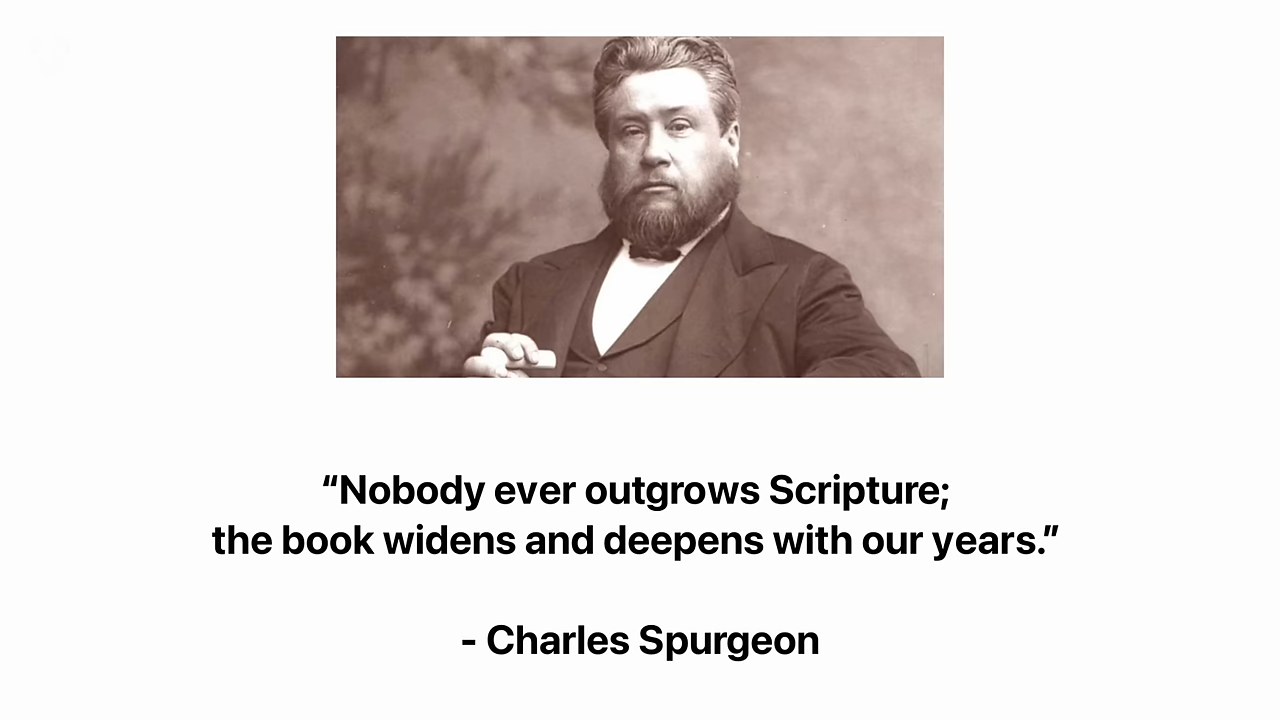 “Nobody ever outgrows Scripture;
the book widens and deepens with our years.”
- Charles Spurgeon